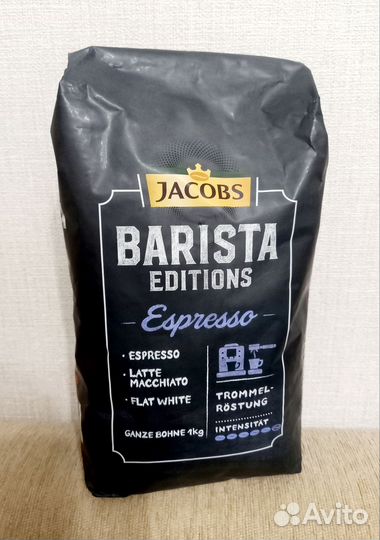 JACOBS
BARISTA
EDITIONS
Espresso
• ESPRESSO
• LATTE
MACCHIATO
• FLAT WHITE
GANZE BOHNE 1kg
TROMMEL-
RÖSTUNG
INTENSITÄT
Avito